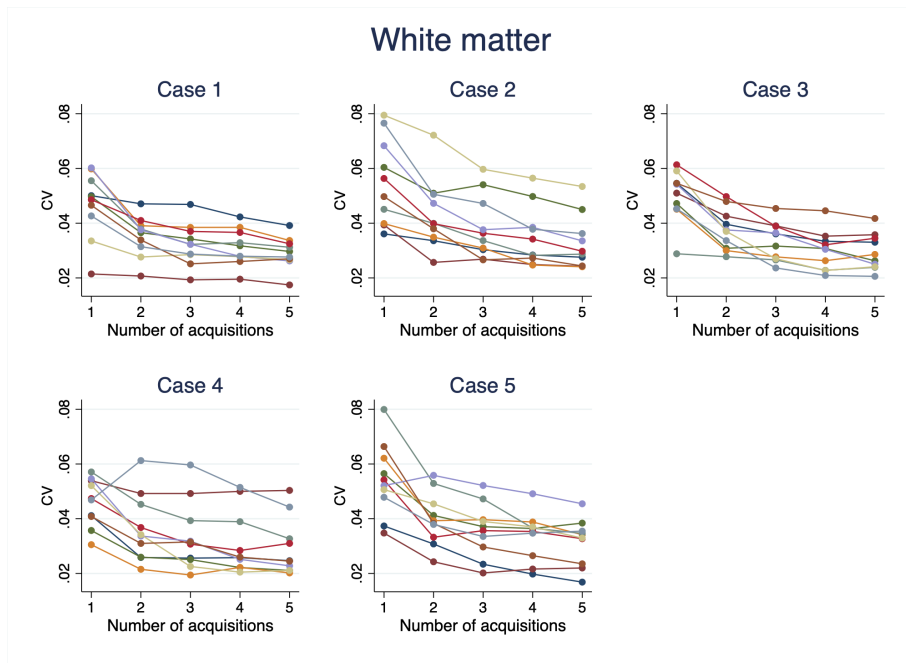 White matter
Case 1
.08
.06
.04
.02
CV
1 2 3 4 5
Number of acquisitions
Case 2
.08
.06
.04
.02
CV
1 2 3 4 5
Number of acquisitions
Case 3
.08
.06
.04
.02
CV
1 2 3 4 5
Number of acquisitions
Case 4
.08
.06
.04
.02
CV
1 2 3 4 5
Number of acquisitions
Case 5
.08
.06
.04
.02
CV
1 2 3 4 5
Number of acquisitions